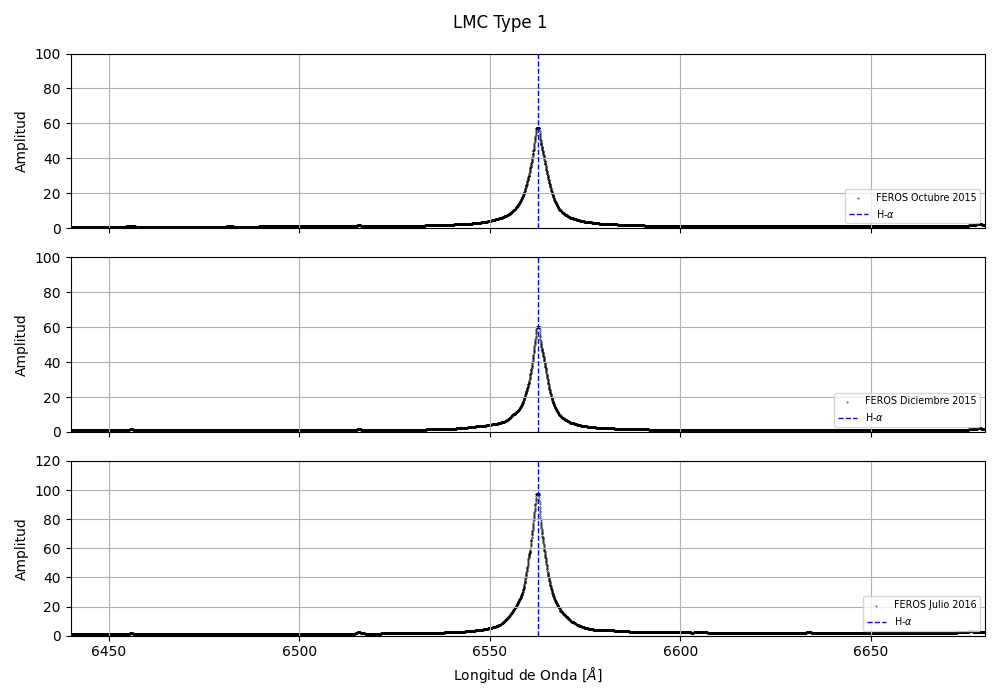 LMC Type 1
100
80
60
40
20
0
Amplitud
FEROS Octubre 2015
H-α
100
80
60
40
20
0
Amplitud
FEROS Diciembre 2015
H-α
120
100
80
60
40
20
0
Amplitud
FEROS Julio 2016
H-α
6450 6500 6550 6600 6650
Longitud de Onda [Å]